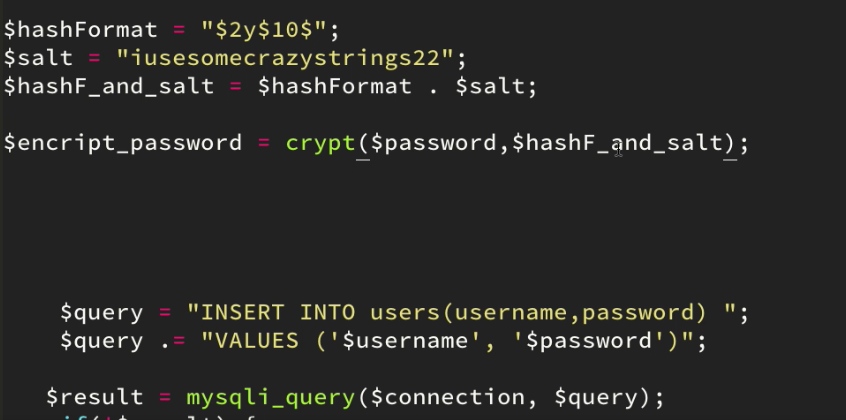 $hashFormat = "$2y$10$";
$salt = "iusesomecrazystrings22";
$hashF_and_salt = $hashFormat . $salt;
$encript_password = crypt($password,$hashF_and_salt);
$query = "INSERT INTO users(username,password) ";
$query .= "VALUES ('$username', '$password')";
$result = mysqli_query($connection, $query);